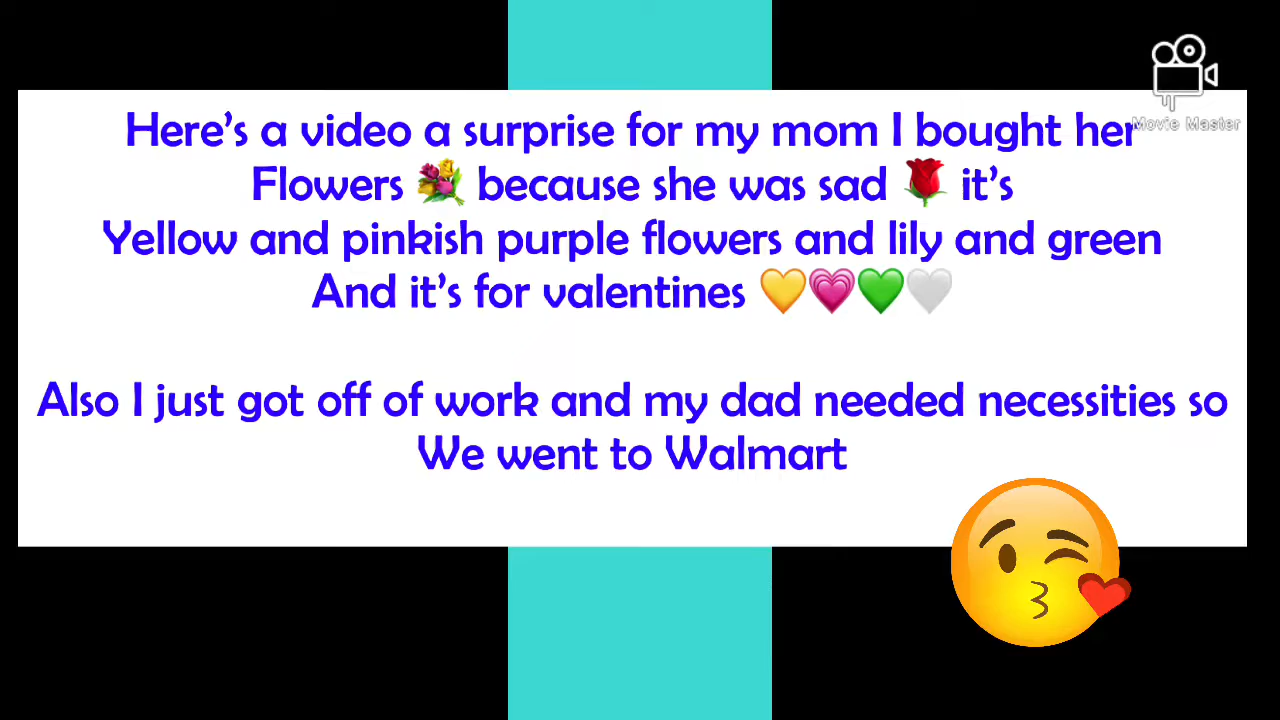 Here's a video a surprise for my mom I bought her
Flowers 💐 because she was sad 🌹 it's
Yellow and pinkish purple flowers and lily and green
And it's for valentines 💛💗💚🤍
Also I just got off of work and my dad needed necessities so
We went to Walmart
Movie Master